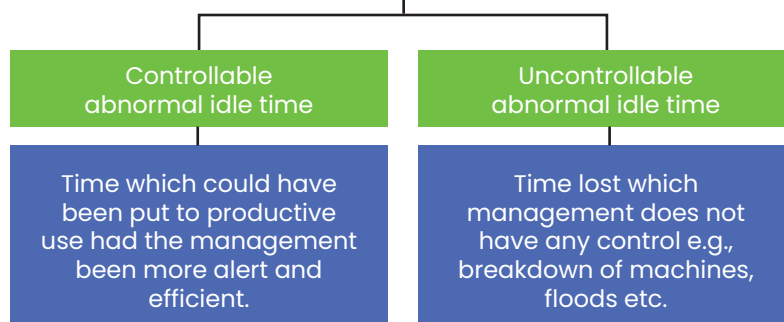 Controllable
abnormal idle time
Uncontrollable
abnormal idle time
Time which could have
been put to productive
use had the management
been more alert and
efficient.
Time lost which
management does not
have any control e.g.,
breakdown of machines,
floods etc.